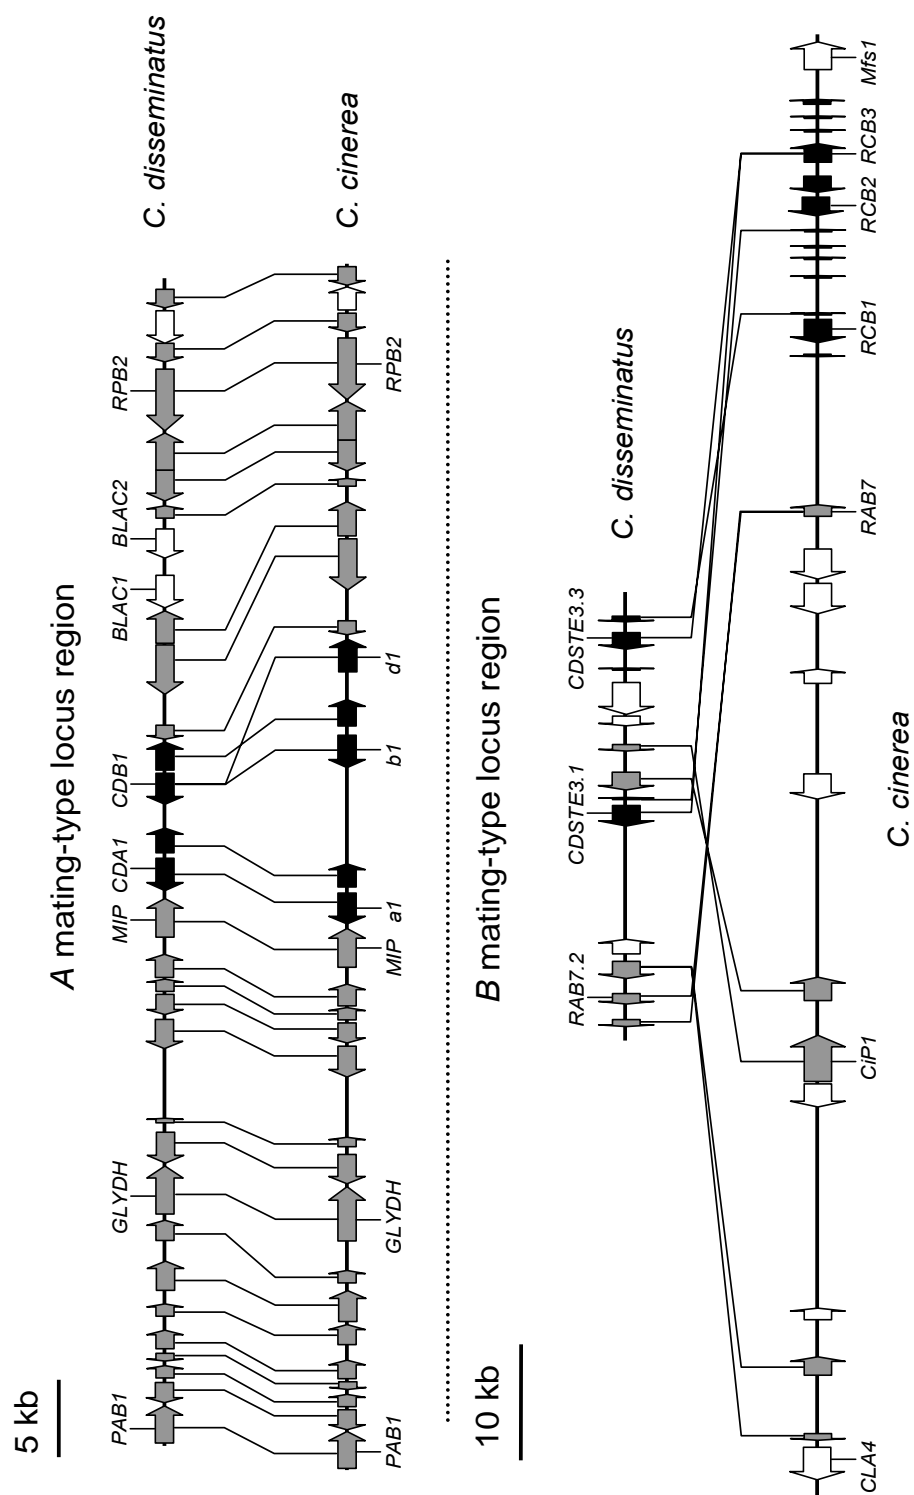 A mating-type locus region
5 kb
C. disseminatus
PAB1
GLYDH
MIP
CDA1
CDB1
BLAC1
BLAC2
RPB2
C. cinerea
PAB1
GLYDH
MIP
a1
b1
d1
RPB2
B mating-type locus region
10 kb
C. disseminatus
RAB7.2
CDSTE3.1
CDSTE3.3
CLA4
CiP1
RAB7
RCB1
RCB2
RCB3
Mfs1
C. cinerea